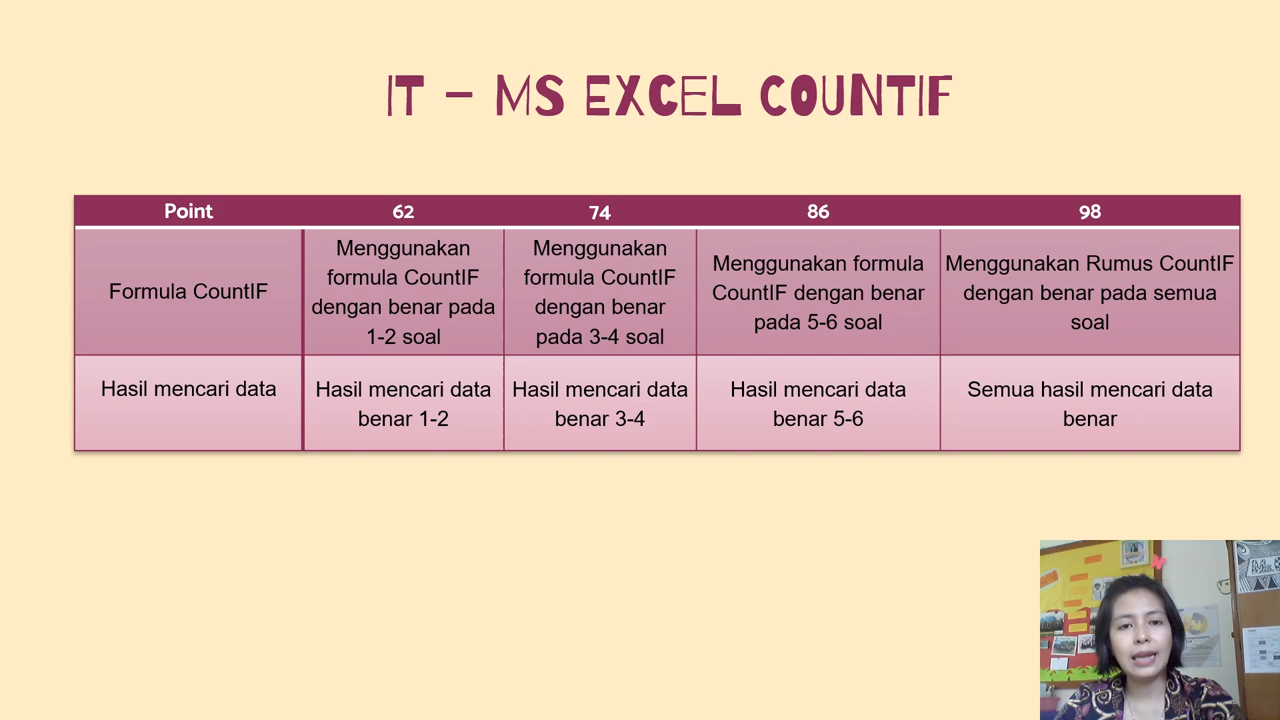 IT - MS EXCEL COUNTIF
Point
62
74
86
98
Formula CountIF
Menggunakan
formula CountIF
dengan benar pada
1-2 soal
Menggunakan
formula CountIF
dengan benar
pada 3-4 soal
Menggunakan formula
CountIF dengan benar
pada 5-6 soal
Menggunakan Rumus CountIF
dengan benar pada semua
soal
Hasil mencari data
Hasil mencari data
benar 1-2
Hasil mencari data
benar 3-4
Hasil mencari data
benar 5-6
Semua hasil mencari data
benar